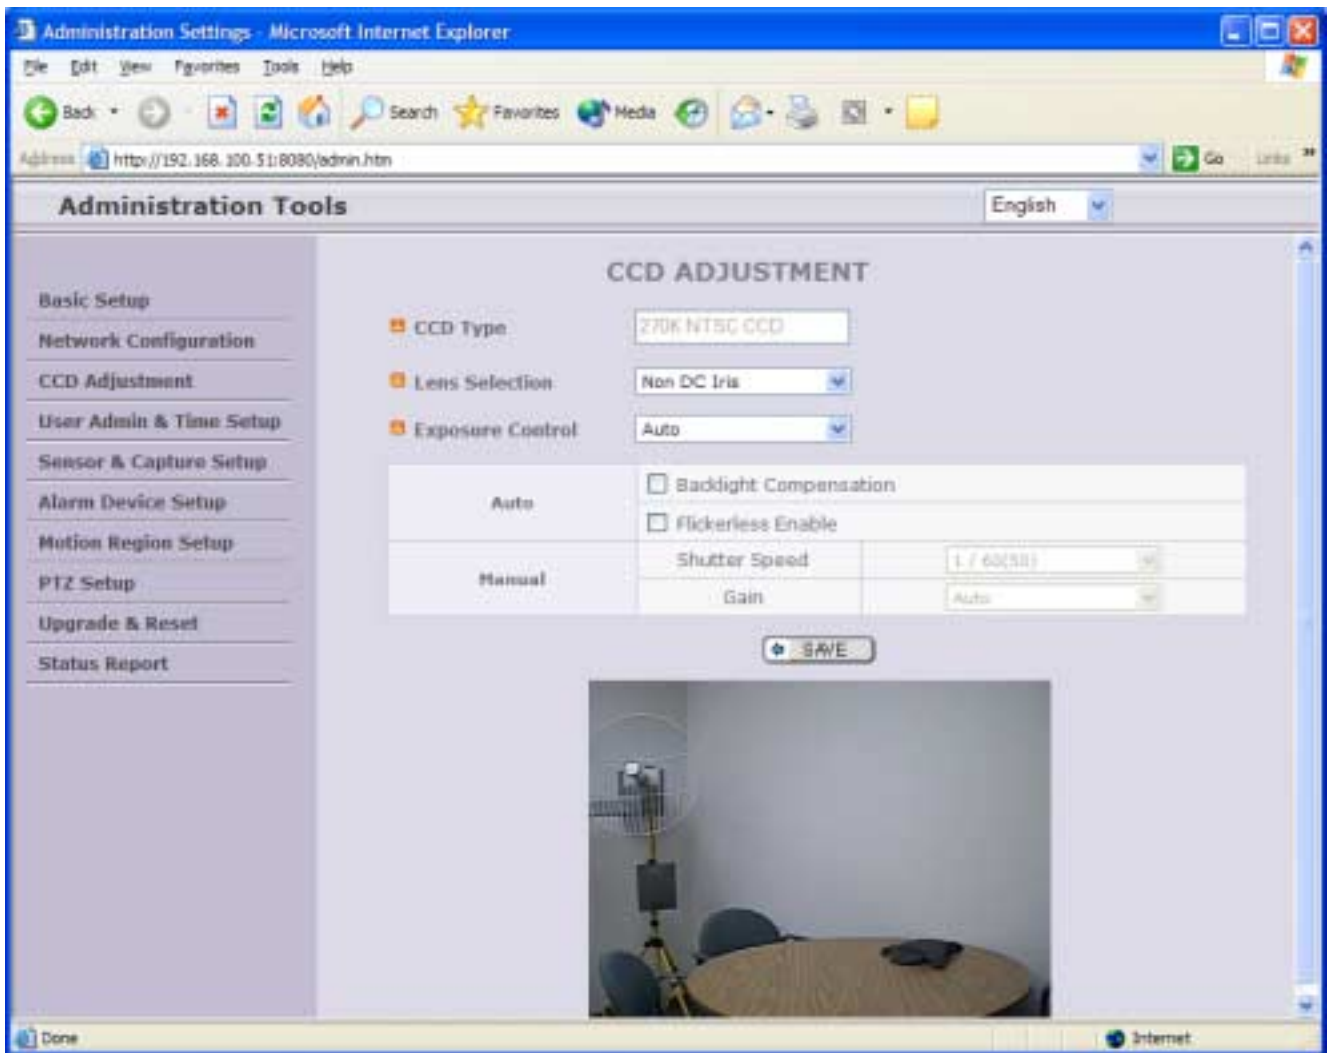 Administration Settings - Microsoft Internet Explorer
File Edit View Favorites Tools Help
Back Search Favorites Media
Address http://192.168.100.51:8080/admin.htm Go Links »
Administration Tools English
CCD ADJUSTMENT
Basic Setup
Network Configuration
CCD Adjustment
User Admin & Time Setup
Sensor & Capture Setup
Alarm Device Setup
Motion Region Setup
PTZ Setup
Upgrade & Reset
Status Report
CCD Type 270K NTSC CCD
Lens Selection Non DC Iris
Exposure Control Auto
Auto
Backlight Compensation
Flickerless Enable
Manual
Shutter Speed 1 / 60(50)
Gain Auto
SAVE
Done Internet